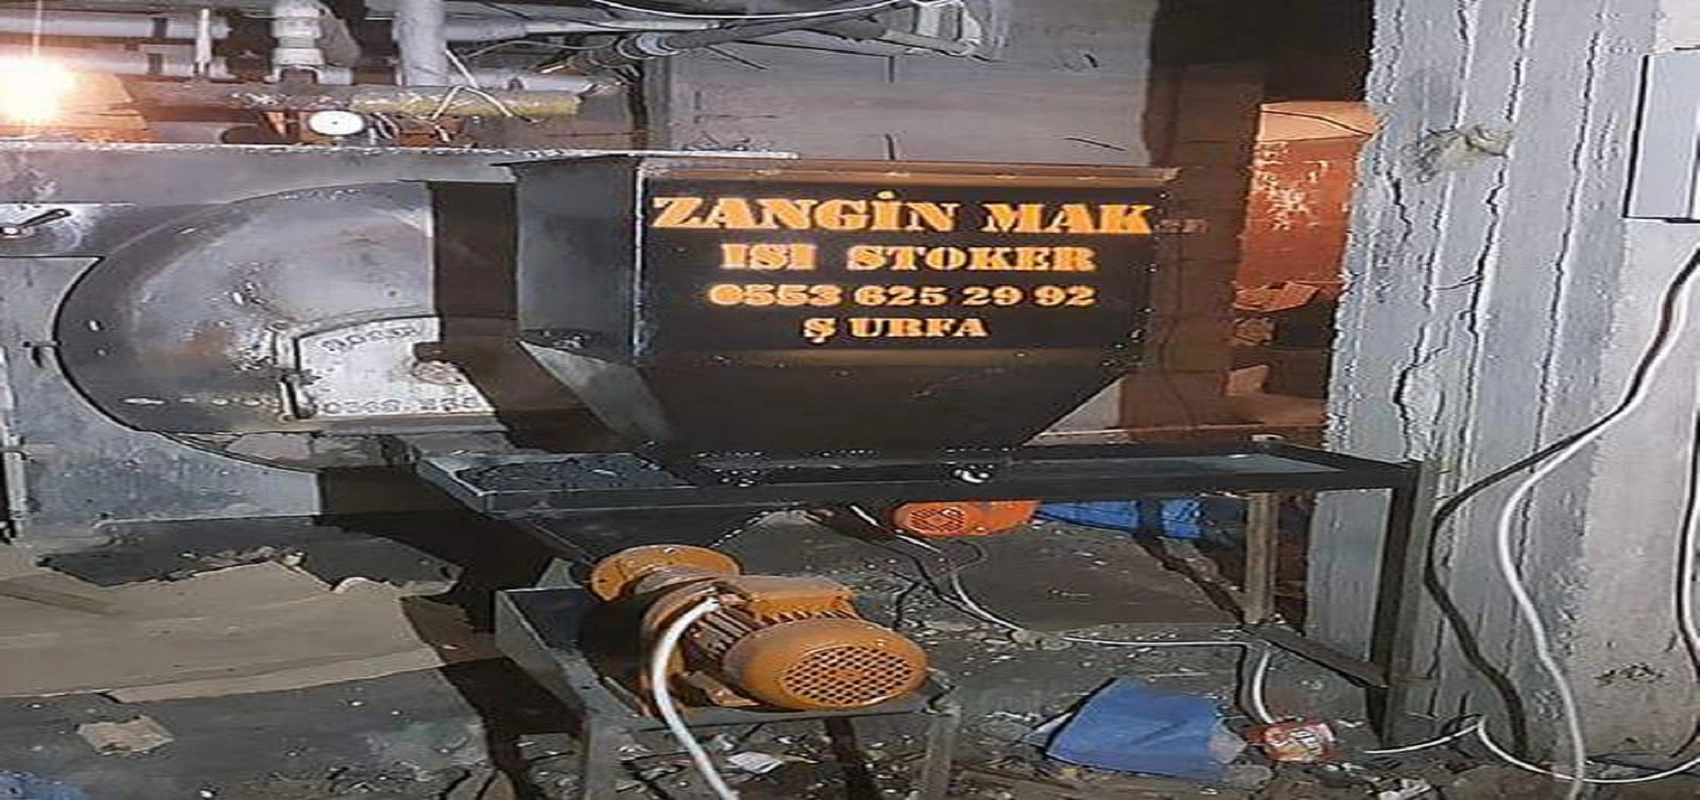 ZANGİN MAK
ISI STOKER
0553 625 29 92
Ş URFA